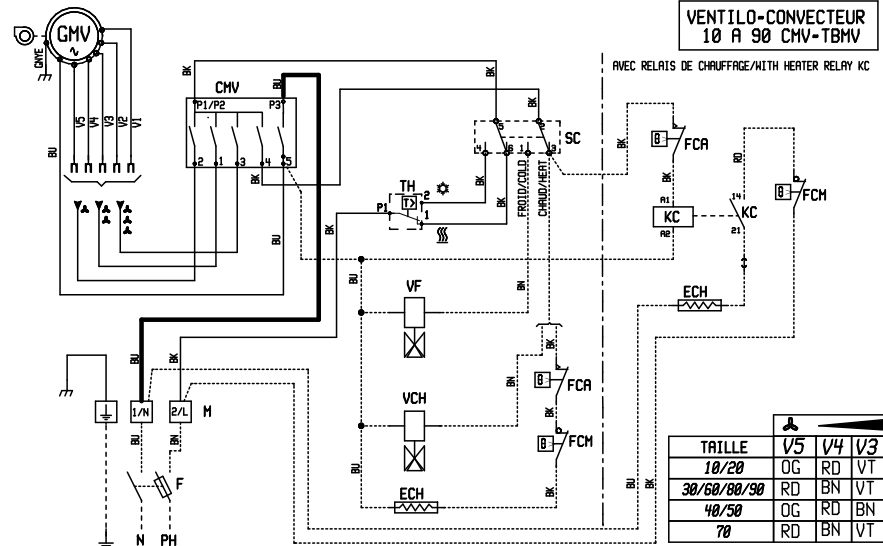 VENTILO-CONVECTEUR
10 A 90 CMV-TBMV
AVEC RELAIS DE CHAUFFAGE/WITH HEATER RELAY KC
GMV
GNYE
V5
V4
V3
V2
V1
BU
CMV
P1/P2
P3
2
1
3
4
5
BK
BU
BK
BK
BK
BU
BK
SC
5
2
4
6
1
3
BK
BK
FROID/COLD
CHAUD/HEAT
TH
T>
P1
2
1
BK
FCA
BK
A1
KC
A2
14
KC
21
RD
FCM
ECH
BU
VF
BN
BK
FCA
BK
FCM
BK
BN
VCH
BU
ECH
BU
BK
BU
BK
1/N
2/L
M
BU
BN
F
N
PH
TAILLE V5 V4 V3
10/20 OG RD VT
30/60/80/90 RD BN VT
40/50 OG RD BN
70 RD BN VT